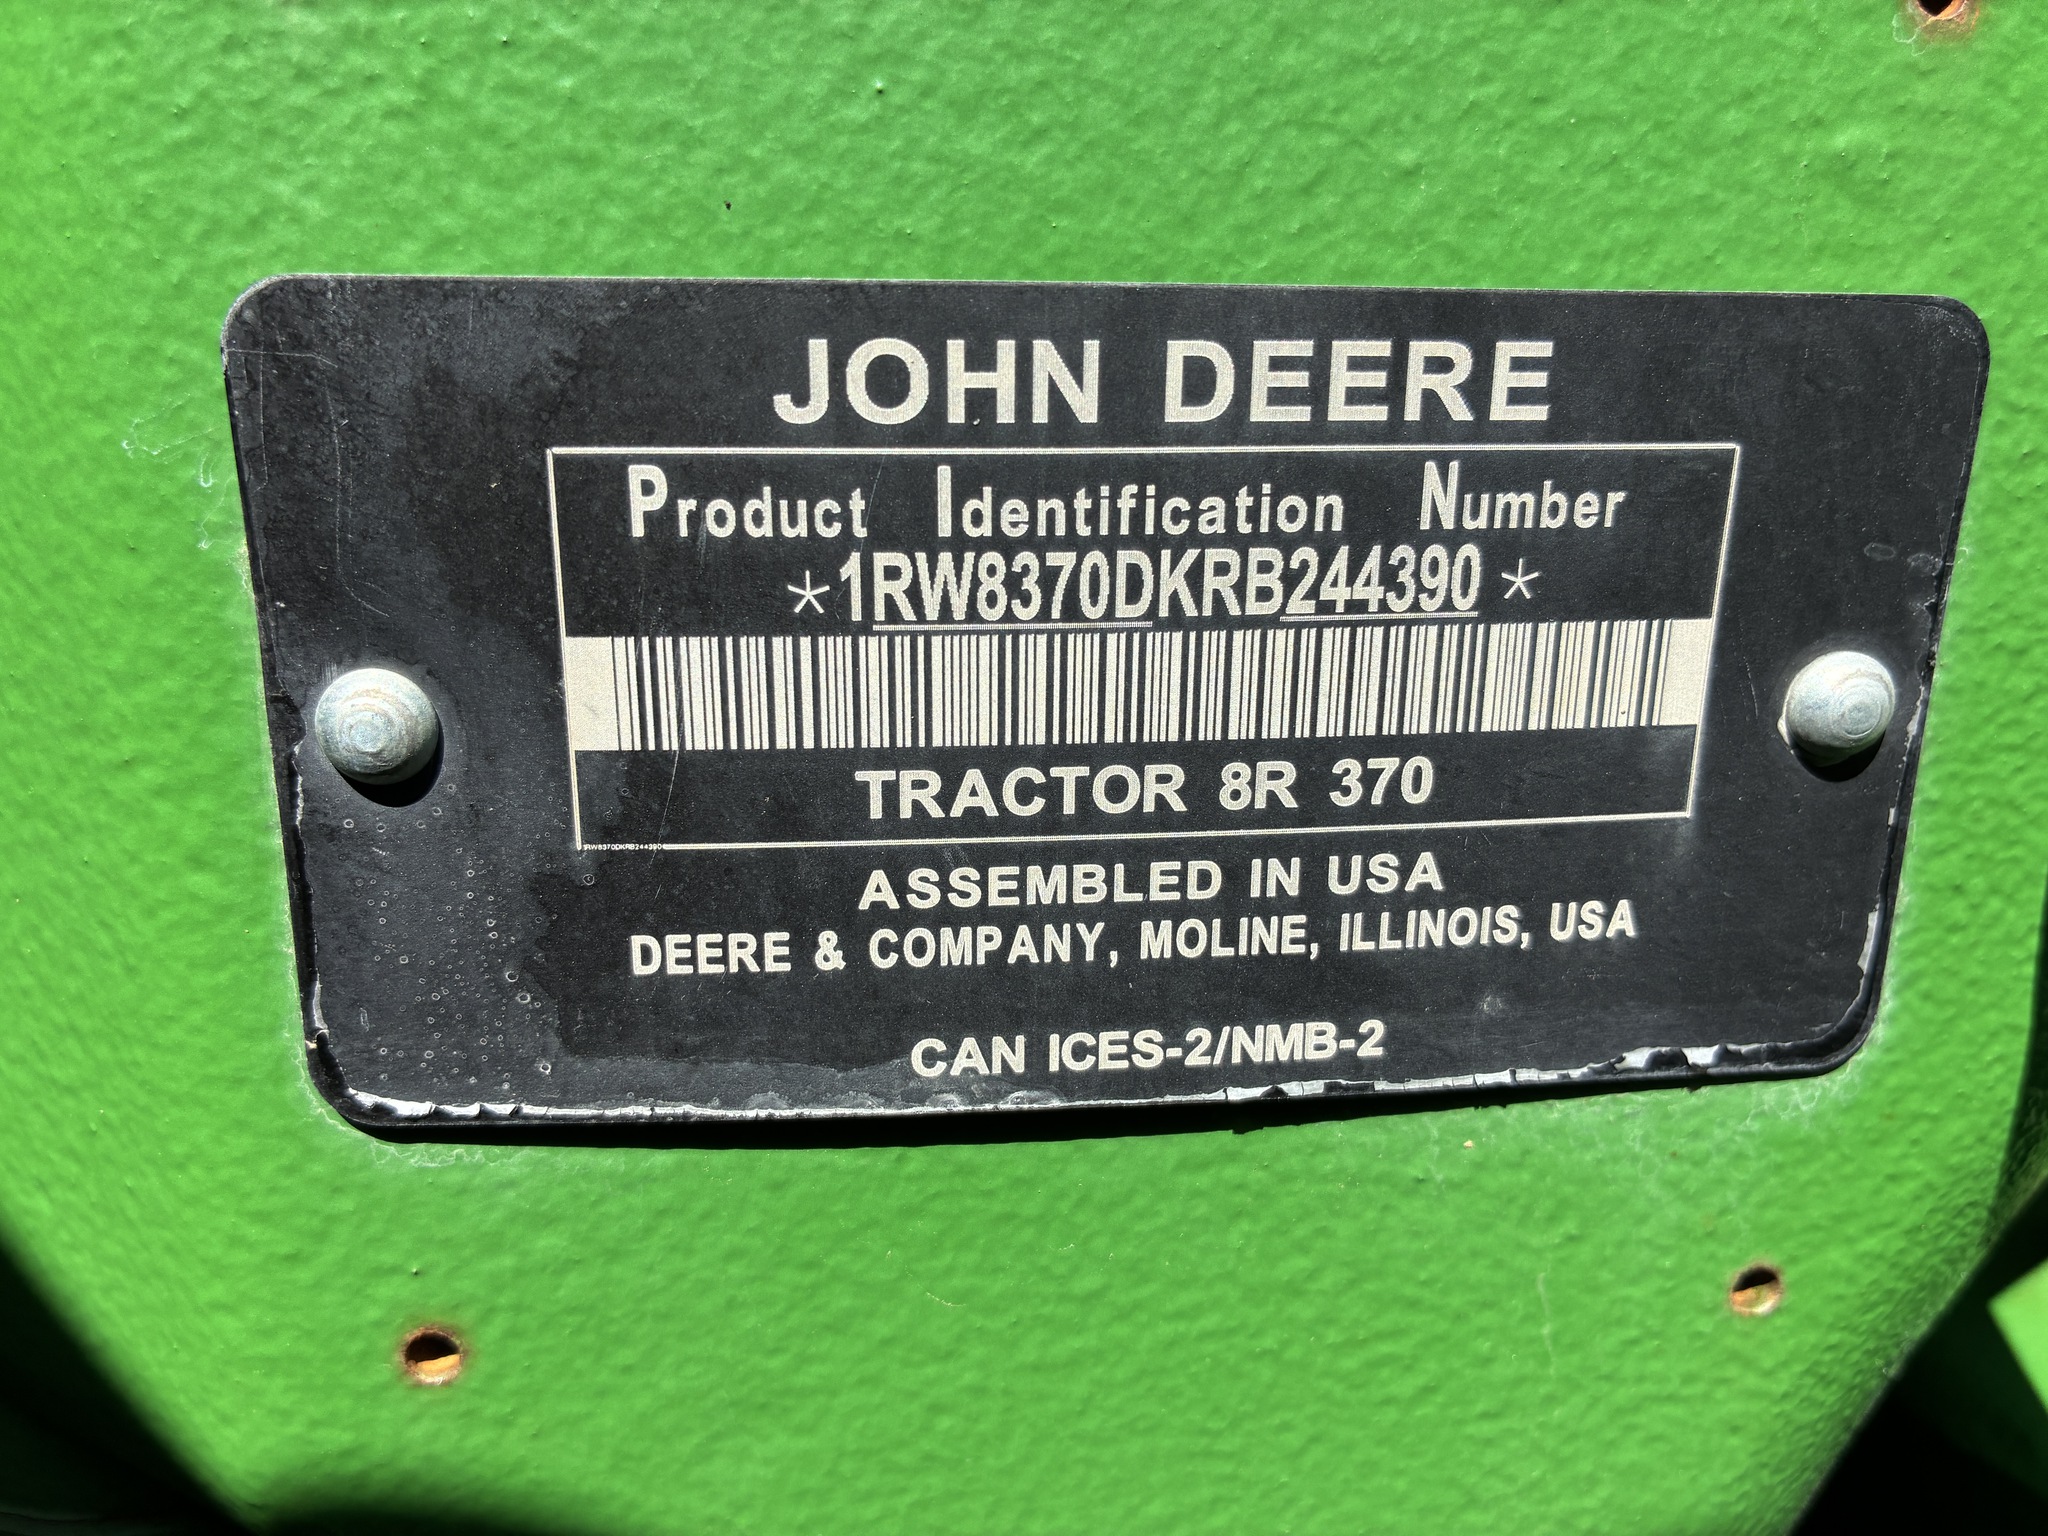 JOHN DEERE
Product Identification Number
*1RW8370DKRB244390*
TRACTOR 8R 370
1RW8370DKRB244390
ASSEMBLED IN USA
DEERE & COMPANY, MOLINE, ILLINOIS, USA
CAN ICES-2/NMB-2